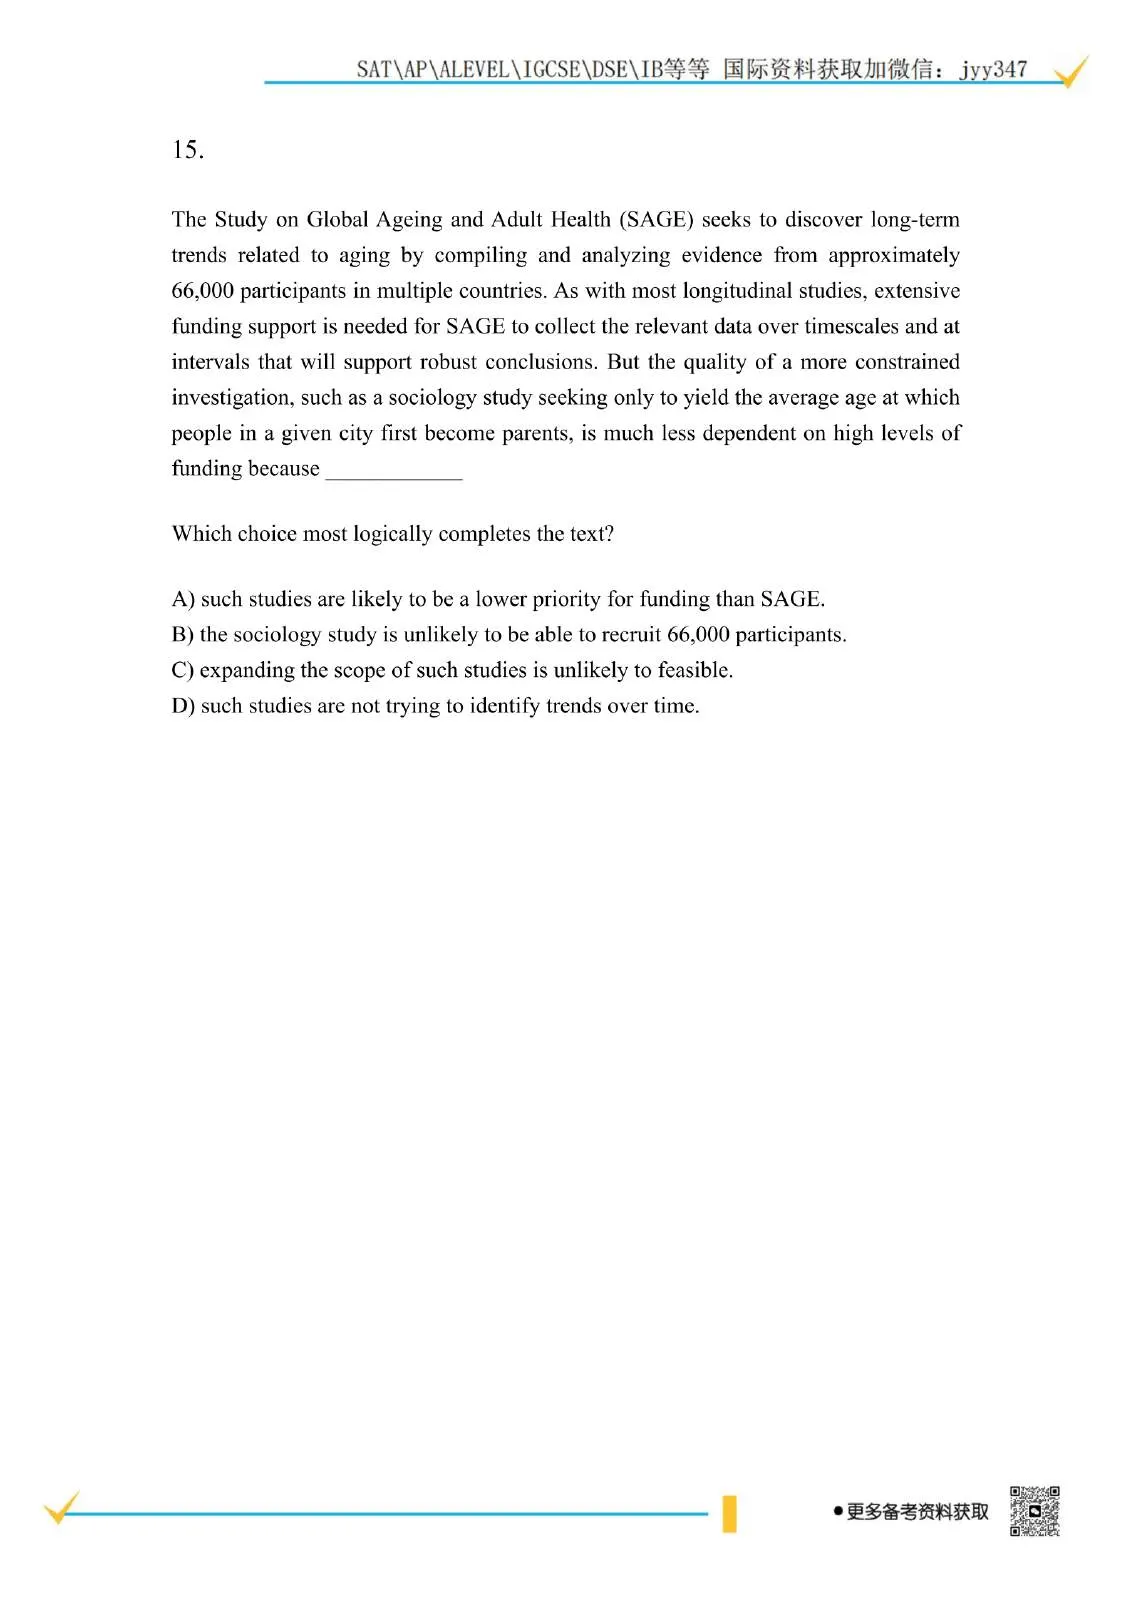 SAT\AP\ALEVEL\IGCSE\DSE\IB等等 国际资料获取加微信：jyy347
15.
The Study on Global Ageing and Adult Health (SAGE) seeks to discover long-term
trends related to aging by compiling and analyzing evidence from approximately
66,000 participants in multiple countries. As with most longitudinal studies, extensive
funding support is needed for SAGE to collect the relevant data over timescales and at
intervals that will support robust conclusions. But the quality of a more constrained
investigation, such as a sociology study seeking only to yield the average age at which
people in a given city first become parents, is much less dependent on high levels of
funding because ____________
Which choice most logically completes the text?
A) such studies are likely to be a lower priority for funding than SAGE.
B) the sociology study is unlikely to be able to recruit 66,000 participants.
C) expanding the scope of such studies is unlikely to feasible.
D) such studies are not trying to identify trends over time.
●更多备考资料获取